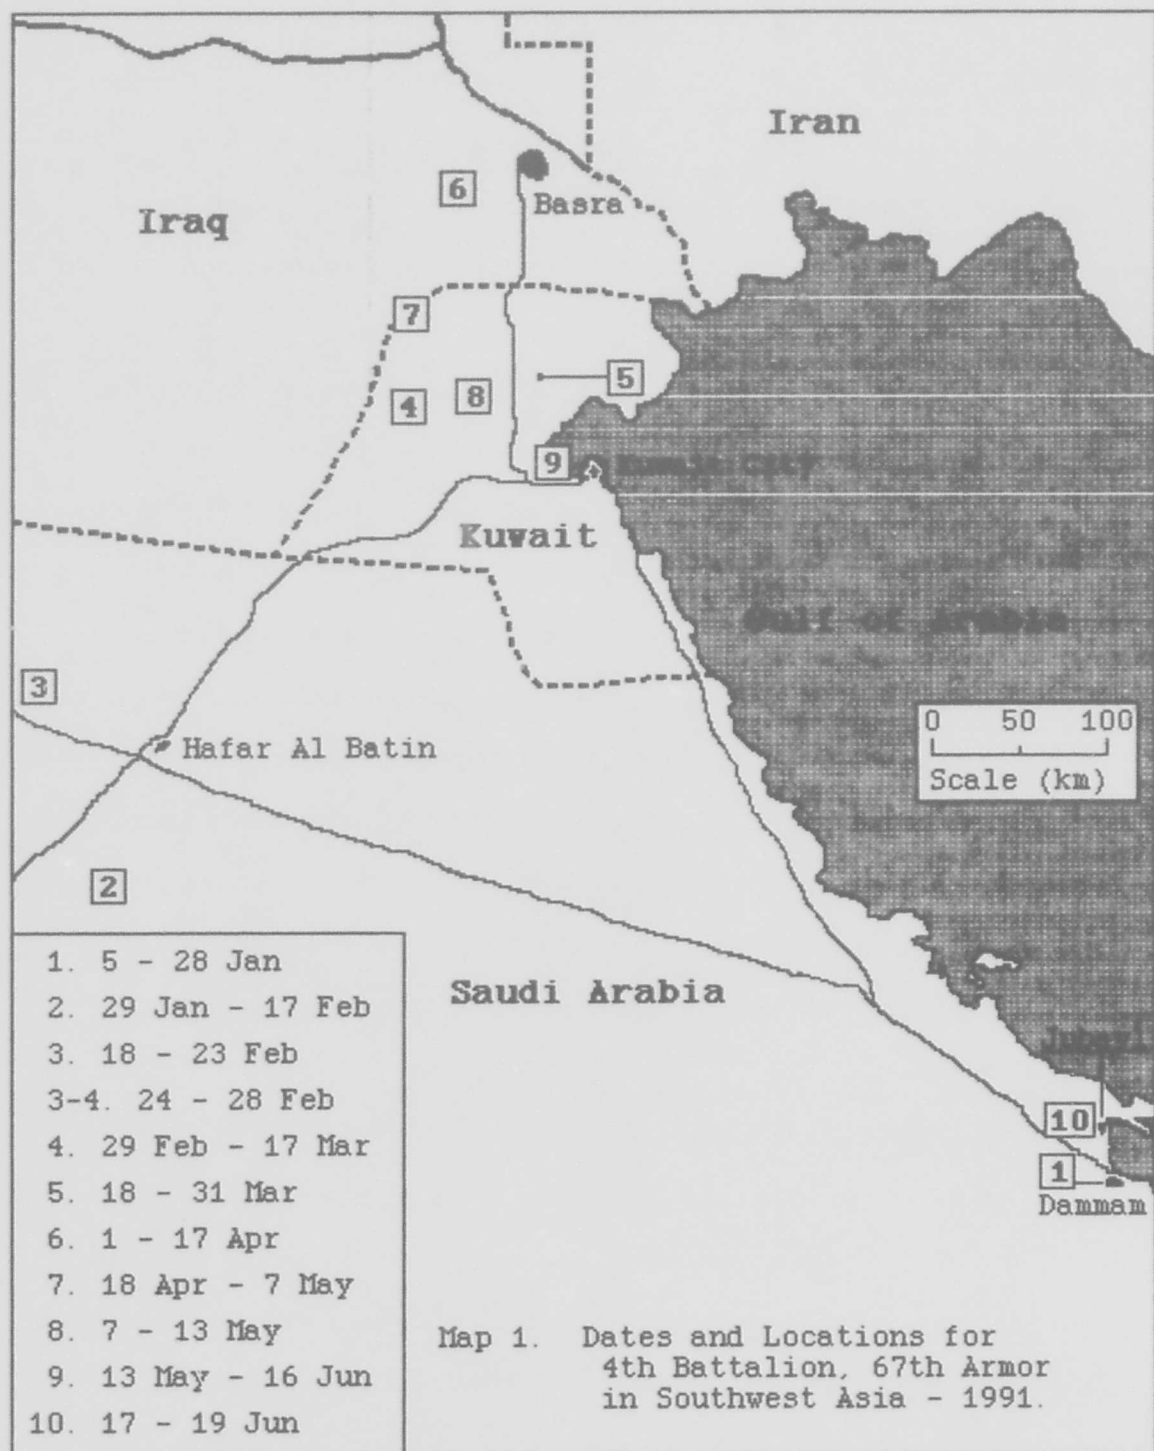 Iran
6
Basra
Iraq
7
5
8
4
9
Kuwait City
Kuwait
Gulf of Arabia
3
0 50 100
Scale (km)
Hafar Al Batin
2
Saudi Arabia
Jubayl
10
1
Dammam
1. 5 - 28 Jan
2. 29 Jan - 17 Feb
3. 18 - 23 Feb
3-4. 24 - 28 Feb
4. 29 Feb - 17 Mar
5. 18 - 31 Mar
6. 1 - 17 Apr
7. 18 Apr - 7 May
8. 7 - 13 May
9. 13 May - 16 Jun
10. 17 - 19 Jun
Map 1. Dates and Locations for
4th Battalion, 67th Armor
in Southwest Asia - 1991.